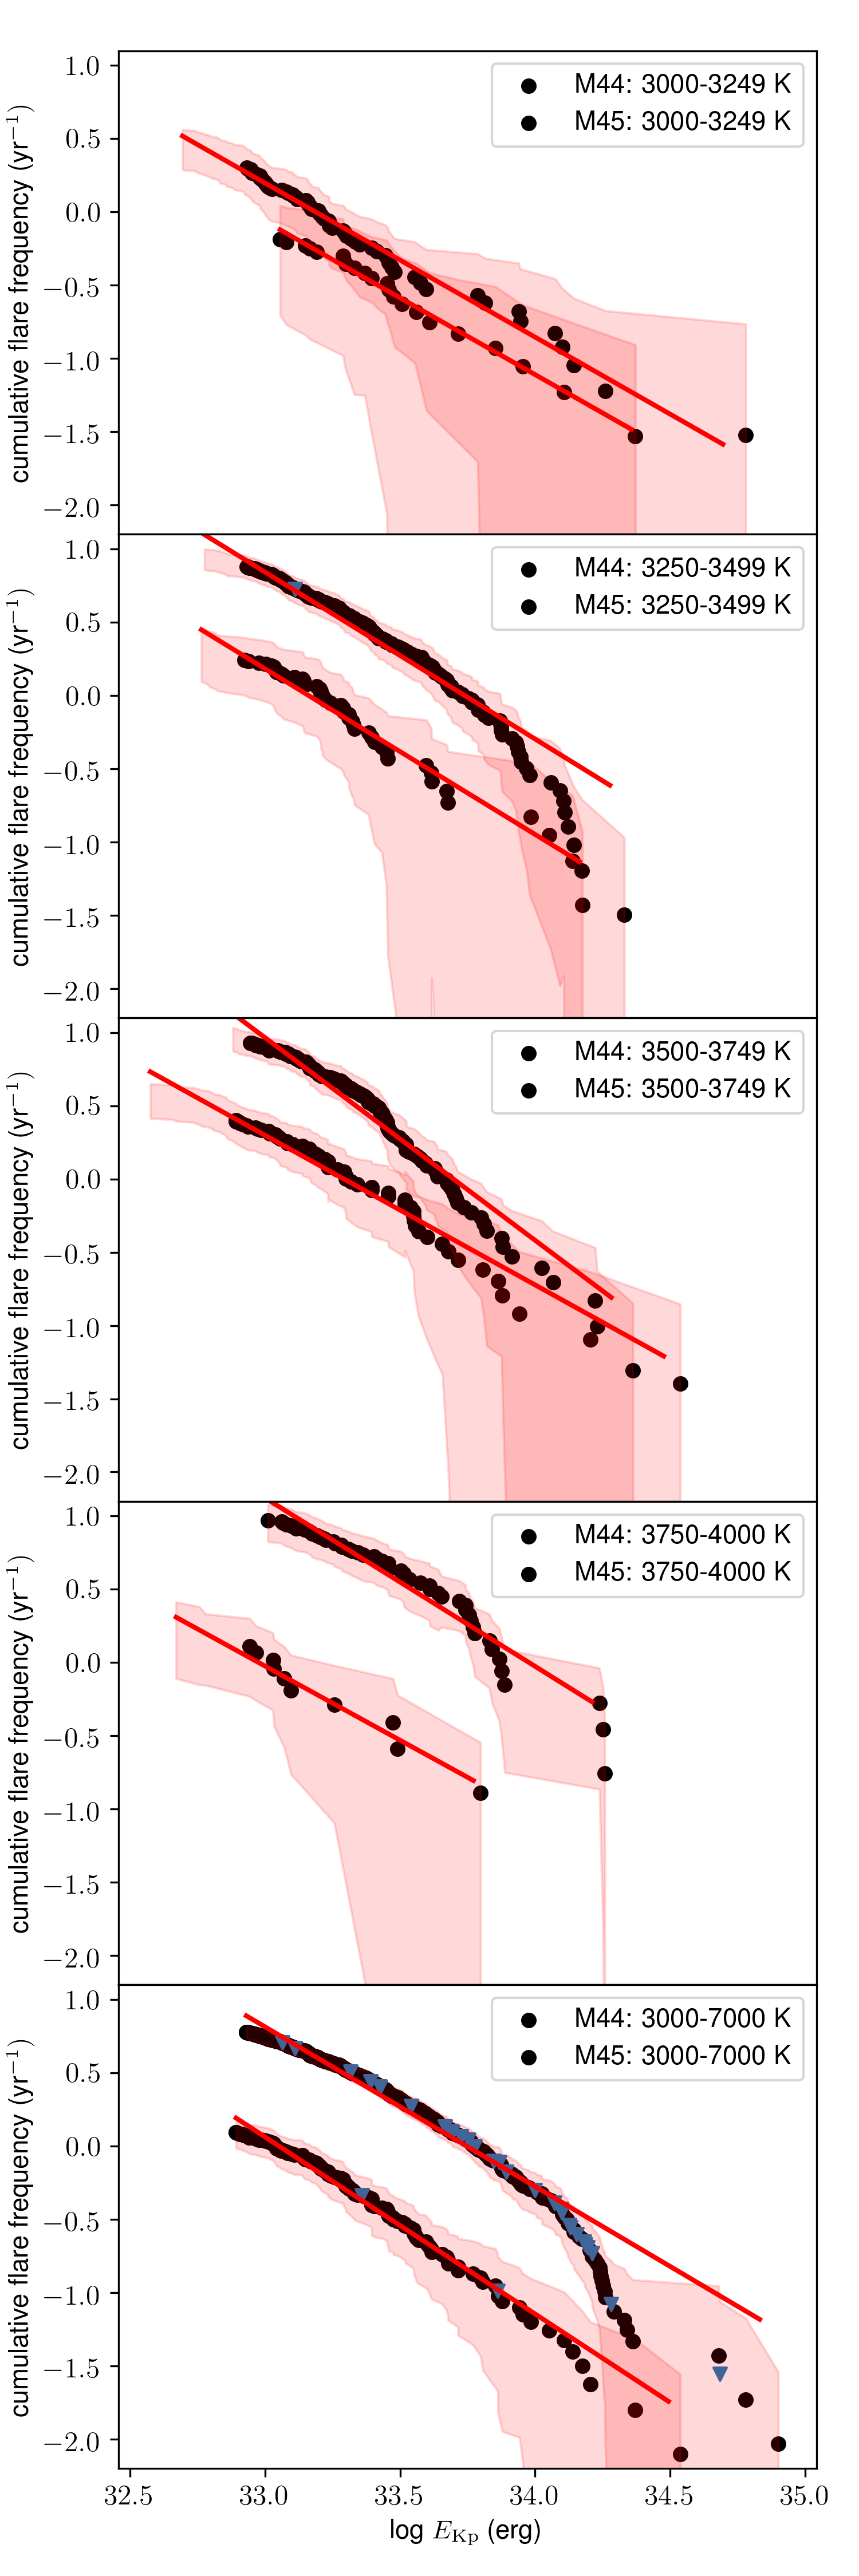 1.0
M44: 3000-3249 K
M45: 3000-3249 K
0.5
0.0
−0.5
−1.0
−1.5
−2.0
cumulative flare frequency (yr⁻¹)
1.0
M44: 3250-3499 K
M45: 3250-3499 K
0.5
0.0
−0.5
−1.0
−1.5
−2.0
cumulative flare frequency (yr⁻¹)
1.0
M44: 3500-3749 K
M45: 3500-3749 K
0.5
0.0
−0.5
−1.0
−1.5
−2.0
cumulative flare frequency (yr⁻¹)
1.0
M44: 3750-4000 K
M45: 3750-4000 K
0.5
0.0
−0.5
−1.0
−1.5
−2.0
cumulative flare frequency (yr⁻¹)
1.0
M44: 3000-7000 K
M45: 3000-7000 K
0.5
0.0
−0.5
−1.0
−1.5
−2.0
cumulative flare frequency (yr⁻¹)
32.5 33.0 33.5 34.0 34.5 35.0
log E_Kp (erg)